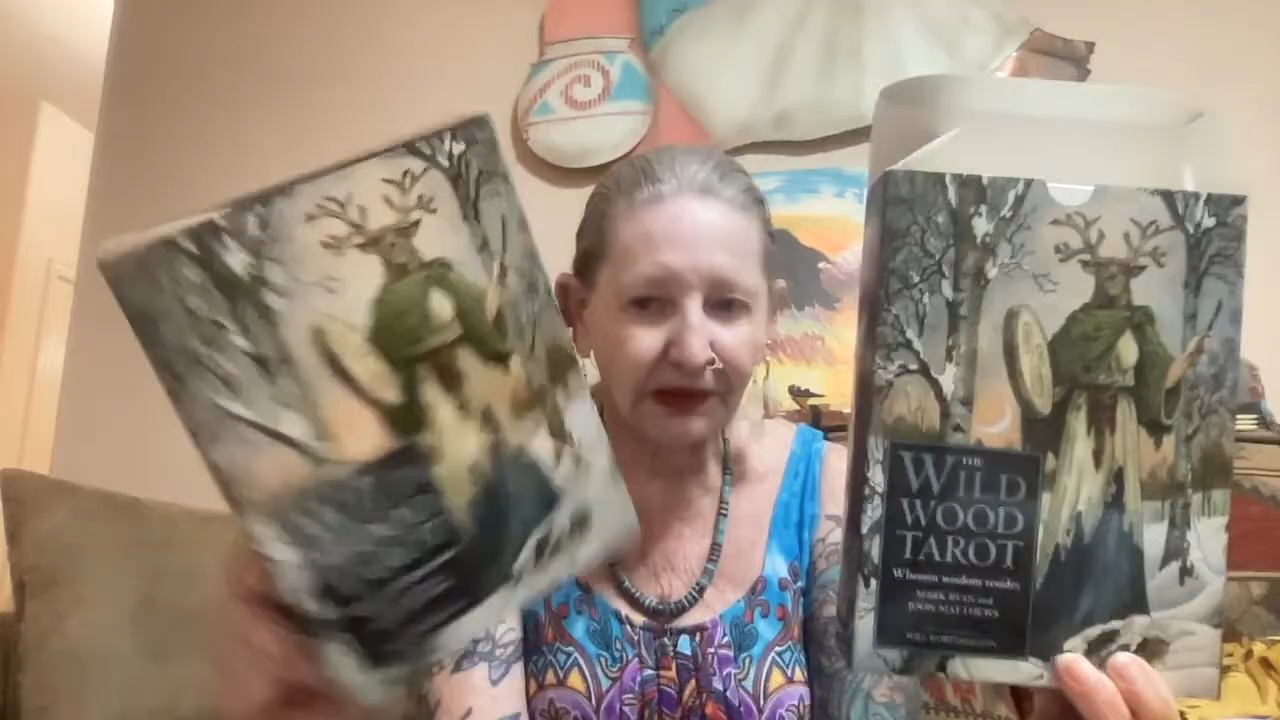 THE
WILD
WOOD
TAROT
Wherein wisdom resides
MARK RYAN and
JOHN MATTHEWS